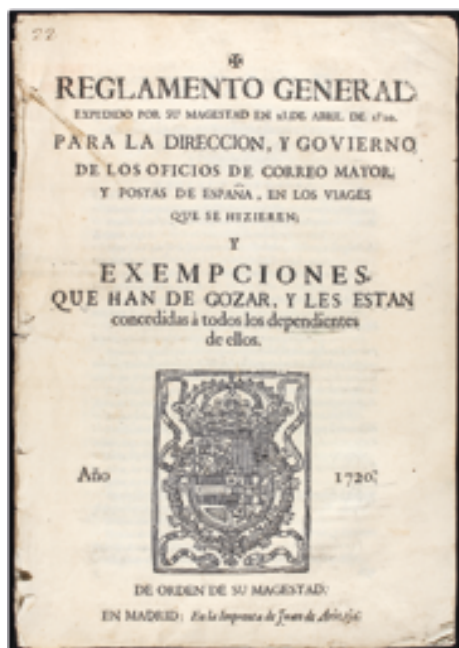 22
✠
REGLAMENTO GENERAL
EXPEDIDO POR SU MAGESTAD EN 23. DE ABRIL DE 1720.
PARA LA DIRECCION, Y GOVIERNO
DE LOS OFICIOS DE CORREO MAYOR,
Y POSTAS DE ESPAÑA, EN LOS VIAGES
QUE SE HIZIEREN;
Y
EXEMPCIONES,
QUE HAN DE GOZAR, Y LES ESTAN
concedidas à todos los dependientes
de ellos.
Año 1720.
DE ORDEN DE SU MAGESTAD:
EN MADRID: En la Imprenta de Juan de